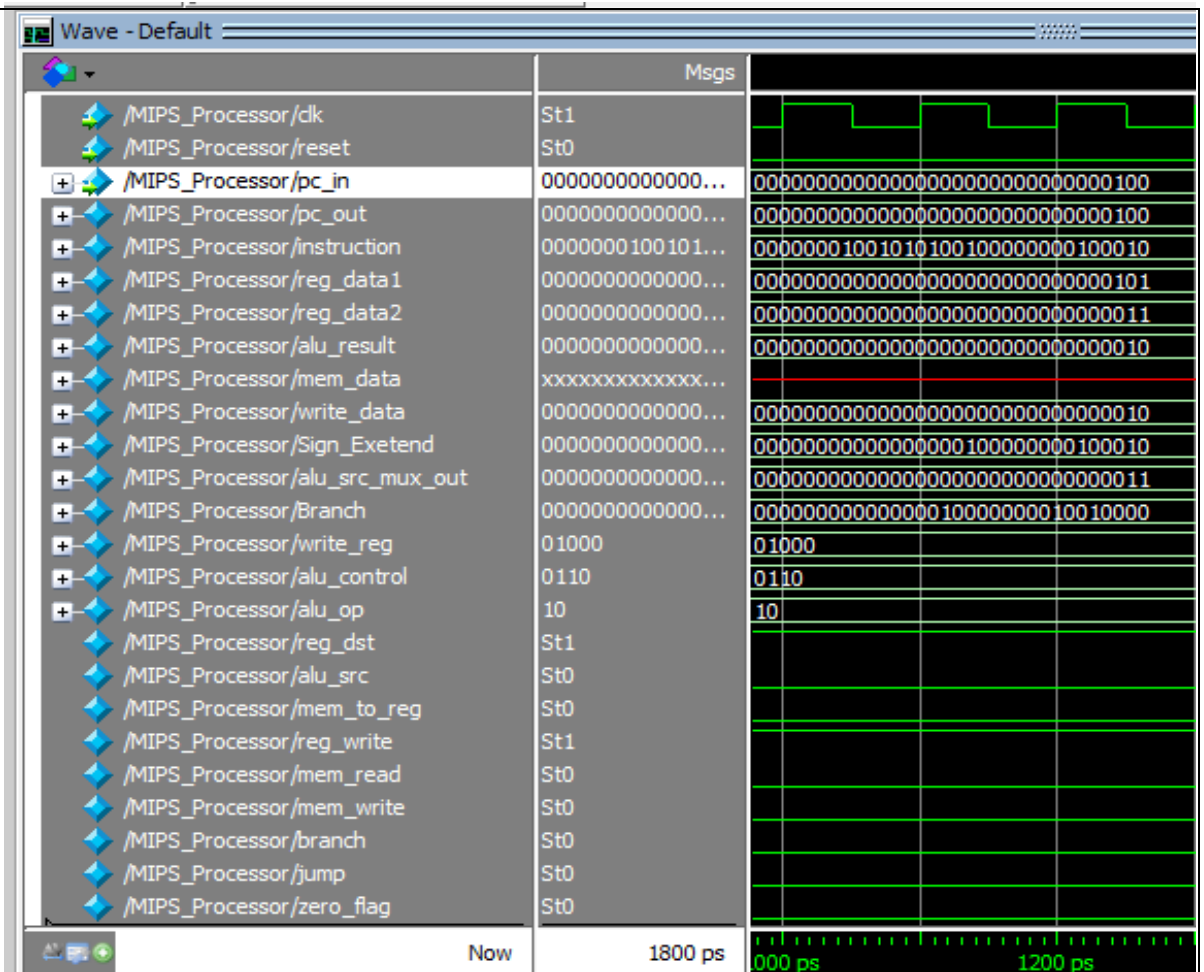 Wave - Default
Msgs
/MIPS_Processor/clk St1
/MIPS_Processor/reset St0
/MIPS_Processor/pc_in 0000000000000... 00000000000000000000000000000100
/MIPS_Processor/pc_out 0000000000000... 00000000000000000000000000000100
/MIPS_Processor/instruction 0000000100101... 00000001001010100100000000100010
/MIPS_Processor/reg_data1 0000000000000... 00000000000000000000000000000101
/MIPS_Processor/reg_data2 0000000000000... 00000000000000000000000000000011
/MIPS_Processor/alu_result 0000000000000... 00000000000000000000000000000010
/MIPS_Processor/mem_data xxxxxxxxxxxxx...
/MIPS_Processor/write_data 0000000000000... 00000000000000000000000000000010
/MIPS_Processor/Sign_Exetend 0000000000000... 00000000000000000100000000100010
/MIPS_Processor/alu_src_mux_out 0000000000000... 00000000000000000000000000000011
/MIPS_Processor/Branch 0000000000000... 00000000000000010000000010010000
/MIPS_Processor/write_reg 01000 01000
/MIPS_Processor/alu_control 0110 0110
/MIPS_Processor/alu_op 10 10
/MIPS_Processor/reg_dst St1
/MIPS_Processor/alu_src St0
/MIPS_Processor/mem_to_reg St0
/MIPS_Processor/reg_write St1
/MIPS_Processor/mem_read St0
/MIPS_Processor/mem_write St0
/MIPS_Processor/branch St0
/MIPS_Processor/jump St0
/MIPS_Processor/zero_flag St0
Now 1800 ps 000 ps 1200 ps